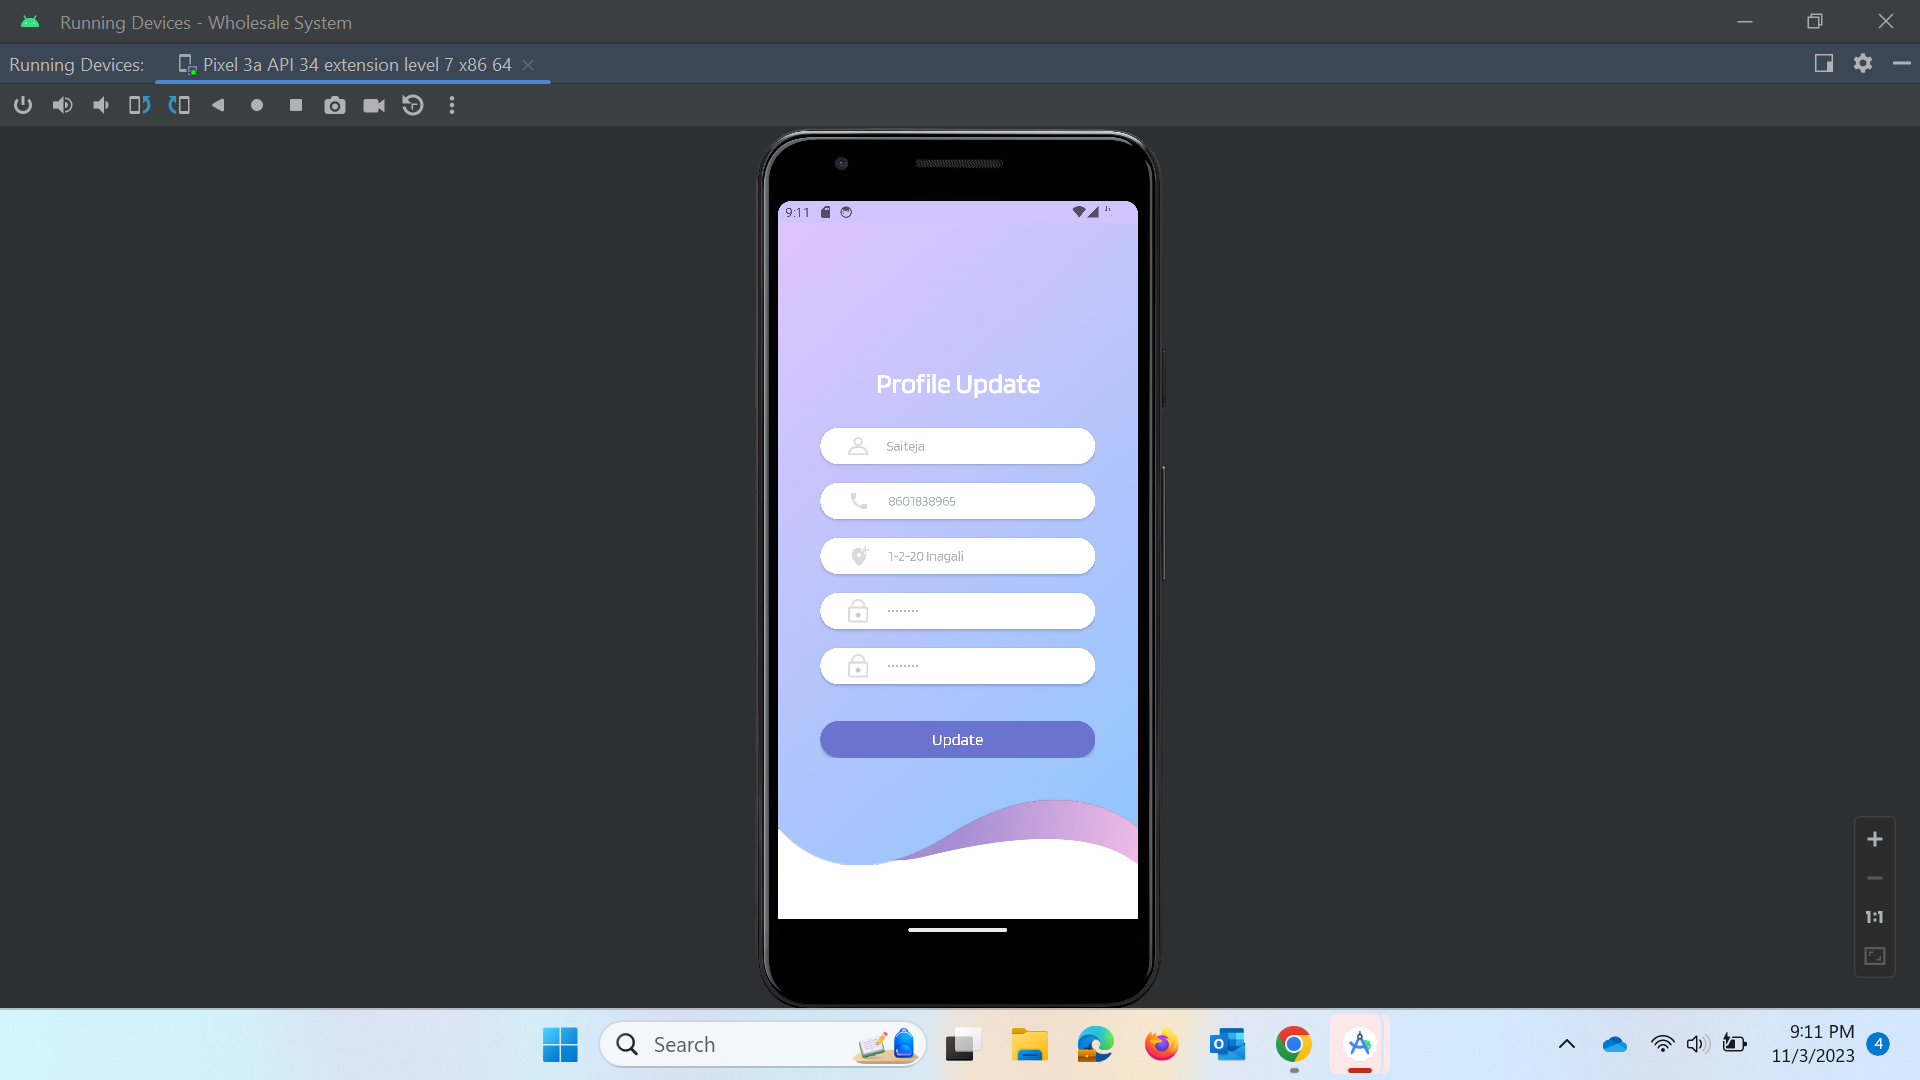 Running Devices - Wholesale System
Running Devices:
Pixel 3a API 34 extension level 7 x86 64
9:11
Profile Update
Saiteja
8601838965
1-2-20 Inagali
••••••••
••••••••
Update
1:1
Search
9:11 PM
11/3/2023
4